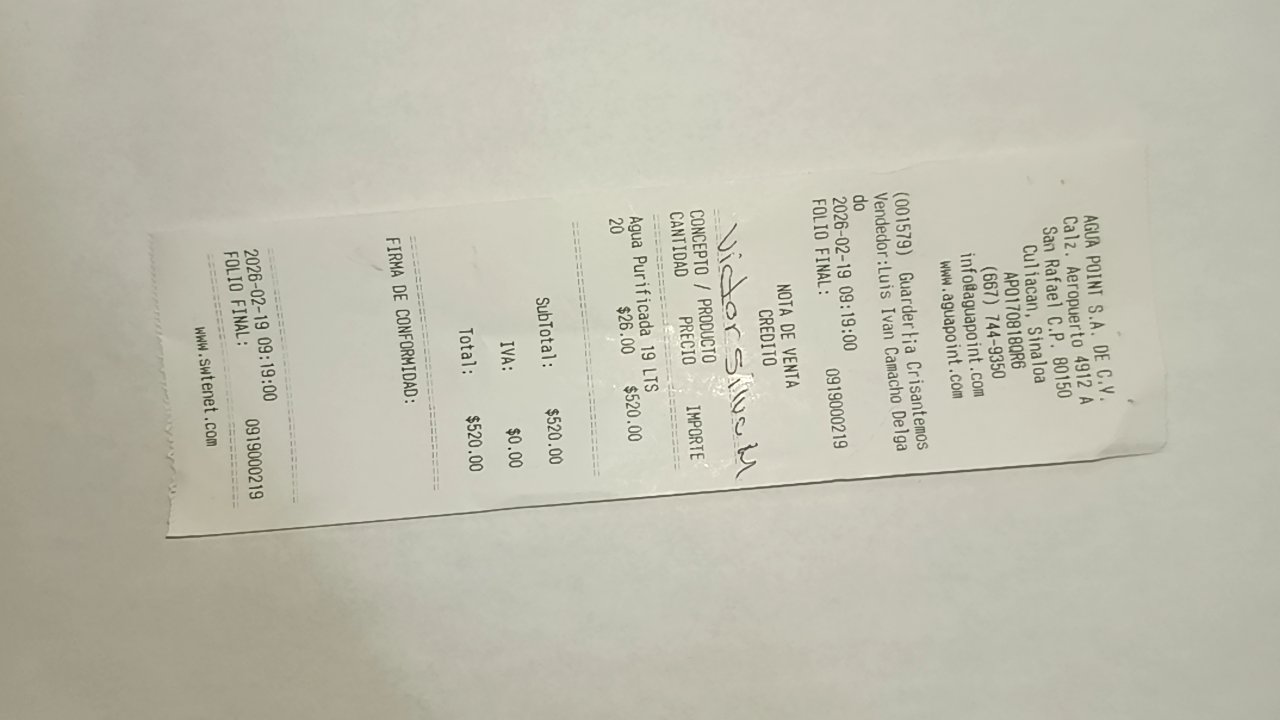 AGUA POINT S.A. DE C.V.
Calz. Aeropuerto 4912 A
San Rafael C.P. 80150
Culiacan, Sinaloa
APO170818QR6
(667) 744-9350
info@aguapoint.com
www.aguapoint.com
(001579) Guarderlia Crisantemos
Vendedor:Luis Ivan Camacho Delga
do
2026-02-19 09:19:00
FOLIO FINAL: 0919000219
NOTA DE VENTA
CREDITO
CONCEPTO / PRODUCTO
CANTIDAD PRECIO IMPORTE
Agua Purificada 19 LTS
20 $26.00 $520.00
SubTotal: $520.00
IVA: $0.00
Total: $520.00
FIRMA DE CONFORMIDAD:
2026-02-19 09:19:00
FOLIO FINAL: 0919000219
www.swtenet.com